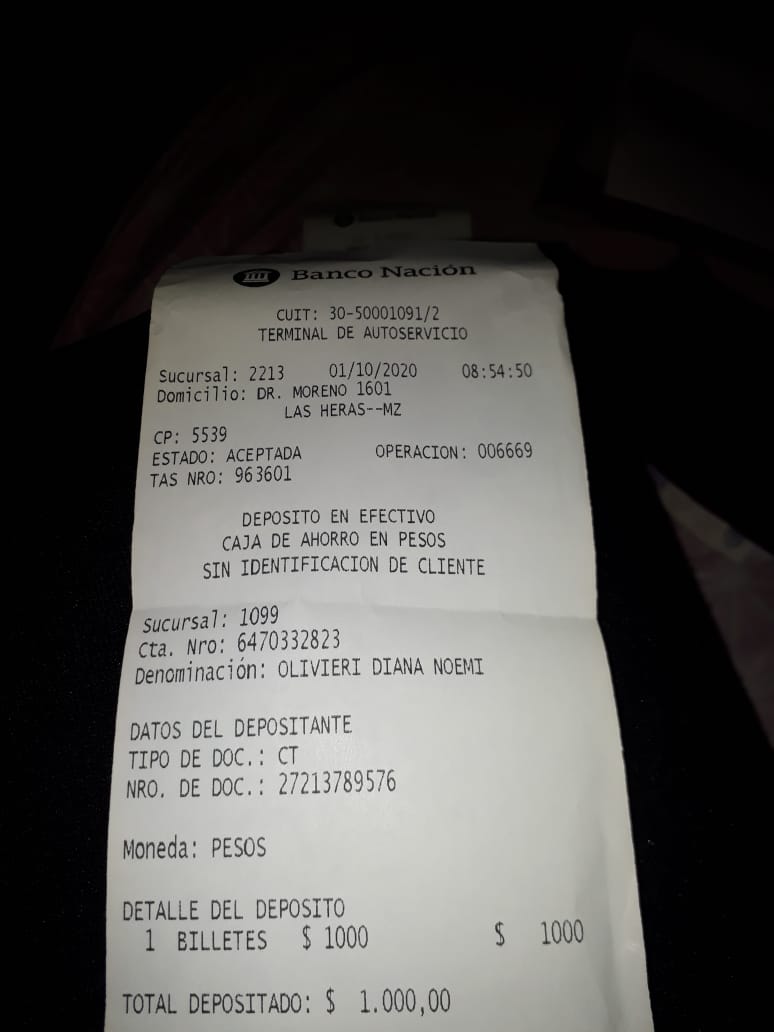 Banco Nación
CUIT: 30-50001091/2
TERMINAL DE AUTOSERVICIO
Sucursal: 2213 01/10/2020 08:54:50
Domicilio: DR. MORENO 1601
LAS HERAS--MZ
CP: 5539
ESTADO: ACEPTADA OPERACION: 006669
TAS NRO: 963601
DEPOSITO EN EFECTIVO
CAJA DE AHORRO EN PESOS
SIN IDENTIFICACION DE CLIENTE
Sucursal: 1099
Cta. Nro: 6470332823
Denominación: OLIVIERI DIANA NOEMI
DATOS DEL DEPOSITANTE
TIPO DE DOC.: CT
NRO. DE DOC.: 27213789576
Moneda: PESOS
DETALLE DEL DEPOSITO
1 BILLETES $ 1000 $ 1000
TOTAL DEPOSITADO: $ 1.000,00